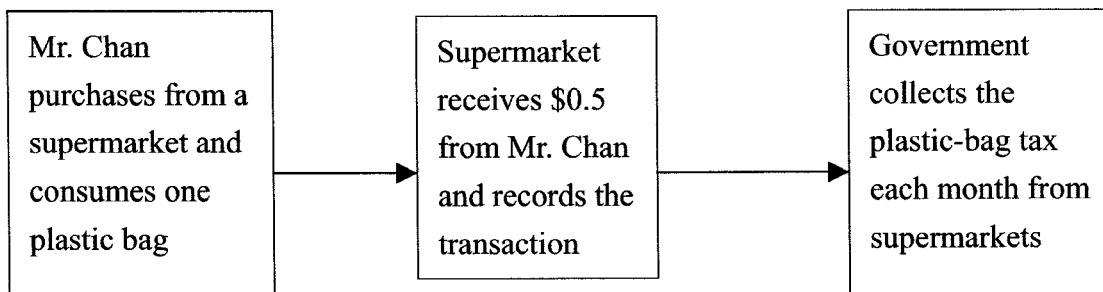 Mr. Chan
purchases from a
supermarket and
consumes one
plastic bag
Supermarket
receives $0.5
from Mr. Chan
and records the
transaction
Government
collects the
plastic-bag tax
each month from
supermarkets